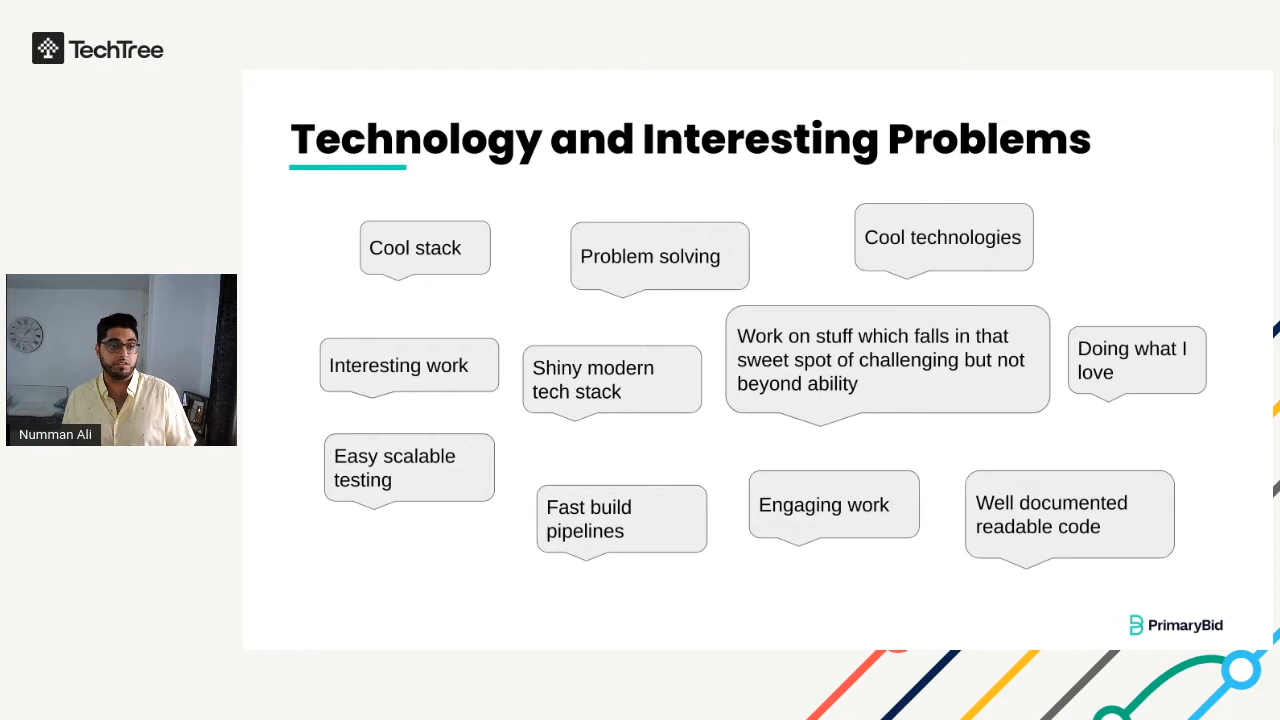 TechTree
Technology and Interesting Problems
Cool stack
Problem solving
Cool technologies
Interesting work
Shiny modern
tech stack
Work on stuff which falls in that
sweet spot of challenging but not
beyond ability
Doing what I
love
Easy scalable
testing
Fast build
pipelines
Engaging work
Well documented
readable code
Numman Ali
PrimaryBid